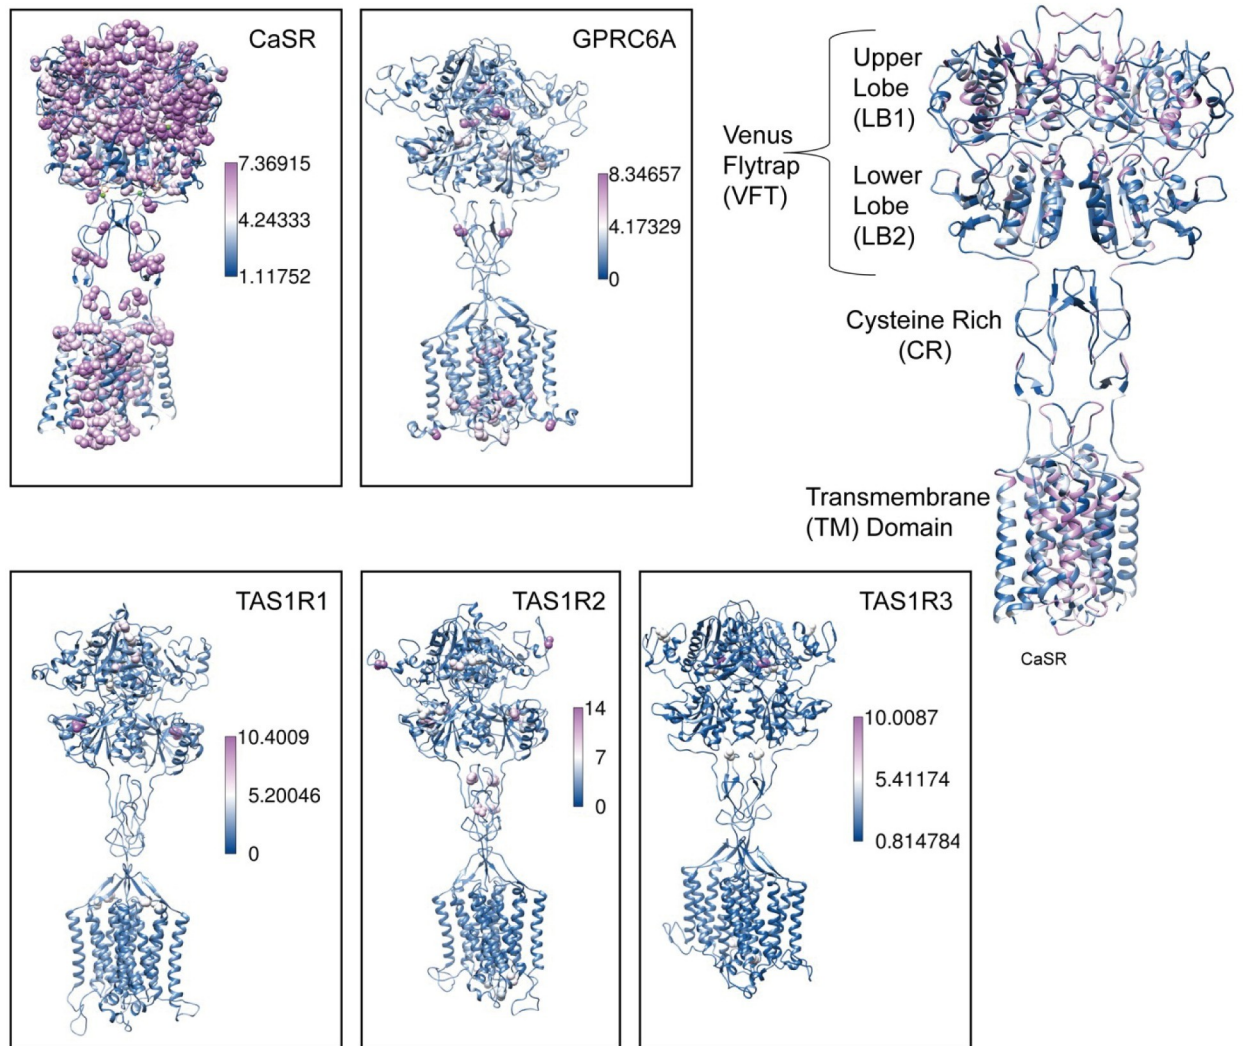 CaSR
7.36915
4.24333
1.11752
GPRC6A
8.34657
4.17329
0
Venus
Flytrap
(VFT)
Upper
Lobe
(LB1)
Lower
Lobe
(LB2)
Cysteine Rich
(CR)
Transmembrane
(TM) Domain
CaSR
TAS1R1
10.4009
5.20046
0
TAS1R2
14
7
0
TAS1R3
10.0087
5.41174
0.814784